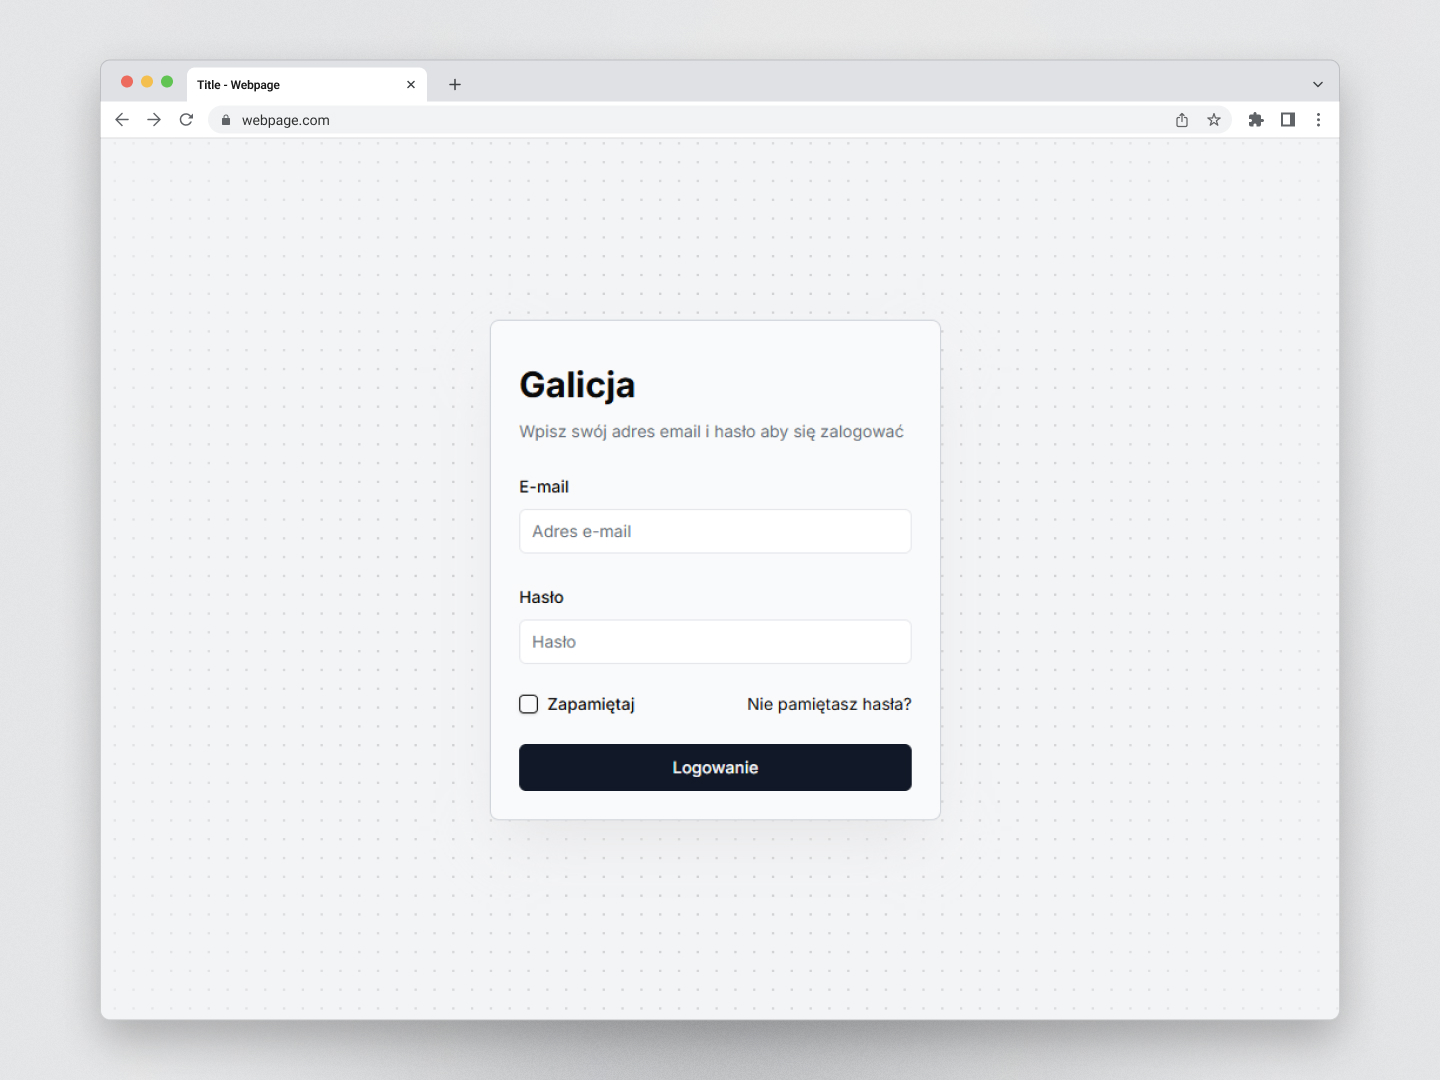 Title - Webpage
webpage.com
Galicja
Wpisz swój adres email i hasło aby się zalogować
E-mail
Adres e-mail
Hasło
Hasło
Zapamiętaj
Nie pamiętasz hasła?
Logowanie